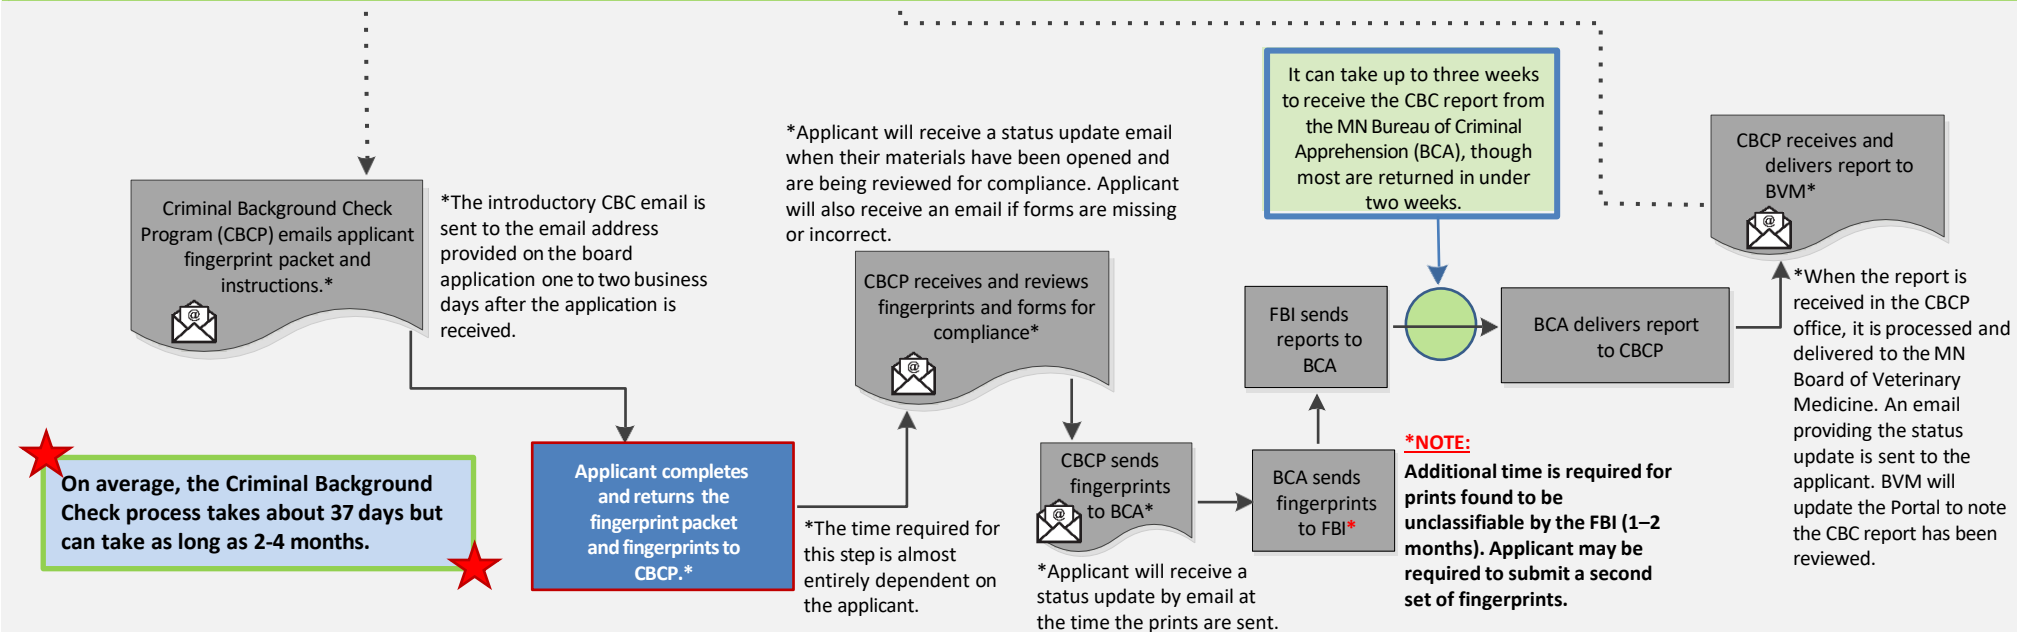 Criminal Background Check
Program (CBCP) emails applicant
fingerprint packet and
instructions.*
@
*The introductory CBC email is
sent to the email address
provided on the board
application one to two business
days after the application is
received.
On average, the Criminal Background
Check process takes about 37 days but
can take as long as 2-4 months.
Applicant completes
and returns the
fingerprint packet
and fingerprints to
CBCP.*
*The time required for
this step is almost
entirely dependent on
the applicant.
*Applicant will receive a status update email
when their materials have been opened and
are being reviewed for compliance. Applicant
will also receive an email if forms are missing
or incorrect.
CBCP receives and reviews
fingerprints and forms for
compliance*
@
CBCP sends
fingerprints
to BCA*
@
*Applicant will receive a
status update by email at
the time the prints are sent.
BCA sends
fingerprints
to FBI*
*NOTE:
Additional time is required for
prints found to be
unclassifiable by the FBI (1–2
months). Applicant may be
required to submit a second
set of fingerprints.
FBI sends
reports to
BCA
It can take up to three weeks
to receive the CBC report from
the MN Bureau of Criminal
Apprehension (BCA), though
most are returned in under
two weeks.
BCA delivers report
to CBCP
CBCP receives and
delivers report to
BVM*
@
*When the report is
received in the CBCP
office, it is processed and
delivered to the MN
Board of Veterinary
Medicine. An email
providing the status
update is sent to the
applicant. BVM will
update the Portal to note
the CBC report has been
reviewed.